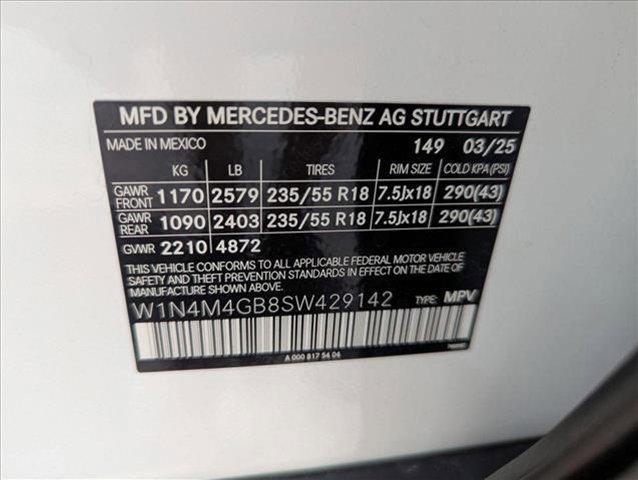 MFD BY MERCEDES-BENZ AG STUTTGART
MADE IN MEXICO 149 03/25
KG LB TIRES RIM SIZE COLD KPA(PSI)
GAWR FRONT 1170 2579 235/55 R18 7.5Jx18 290(43)
GAWR REAR 1090 2403 235/55 R18 7.5Jx18 290(43)
GVWR 2210 4872
THIS VEHICLE CONFORMS TO ALL APPLICABLE FEDERAL MOTOR VEHICLE
SAFETY AND THEFT PREVENTION STANDARDS IN EFFECT ON THE DATE
OF MANUFACTURE SHOWN ABOVE.
W1N4M4GB8SW429142 TYPE: MPV
A 000 817 54 04